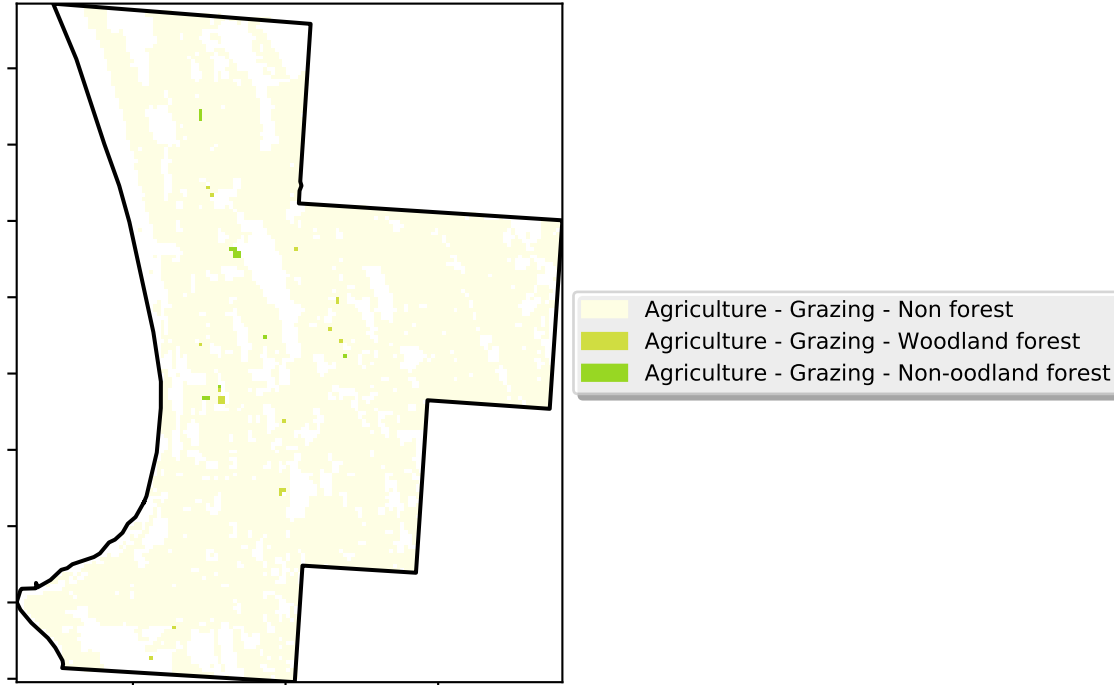 Agriculture - Grazing - Non forest
Agriculture - Grazing - Woodland forest
Agriculture - Grazing - Non-oodland forest